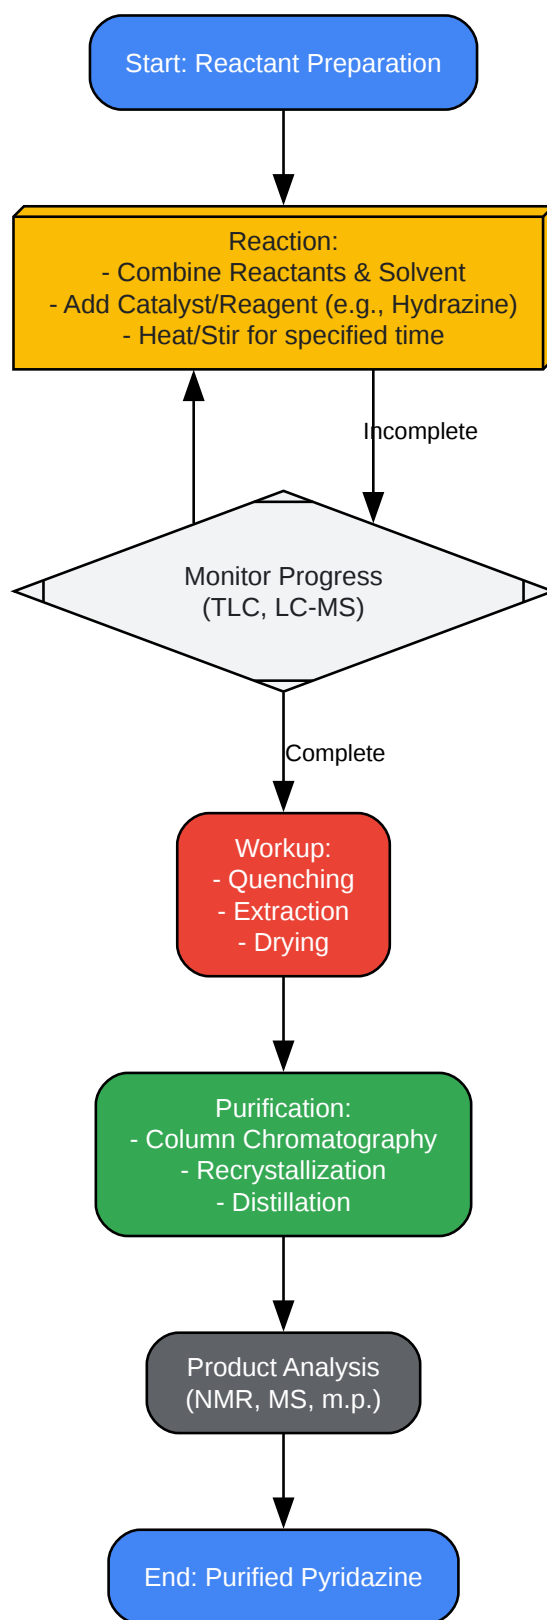 Start: Reactant Preparation
Reaction:
- Combine Reactants & Solvent
- Add Catalyst/Reagent (e.g., Hydrazine)
- Heat/Stir for specified time
Incomplete
Monitor Progress
(TLC, LC-MS)
Complete
Workup:
- Quenching
- Extraction
- Drying
Purification:
- Column Chromatography
- Recrystallization
- Distillation
Product Analysis
(NMR, MS, m.p.)
End: Purified Pyridazine